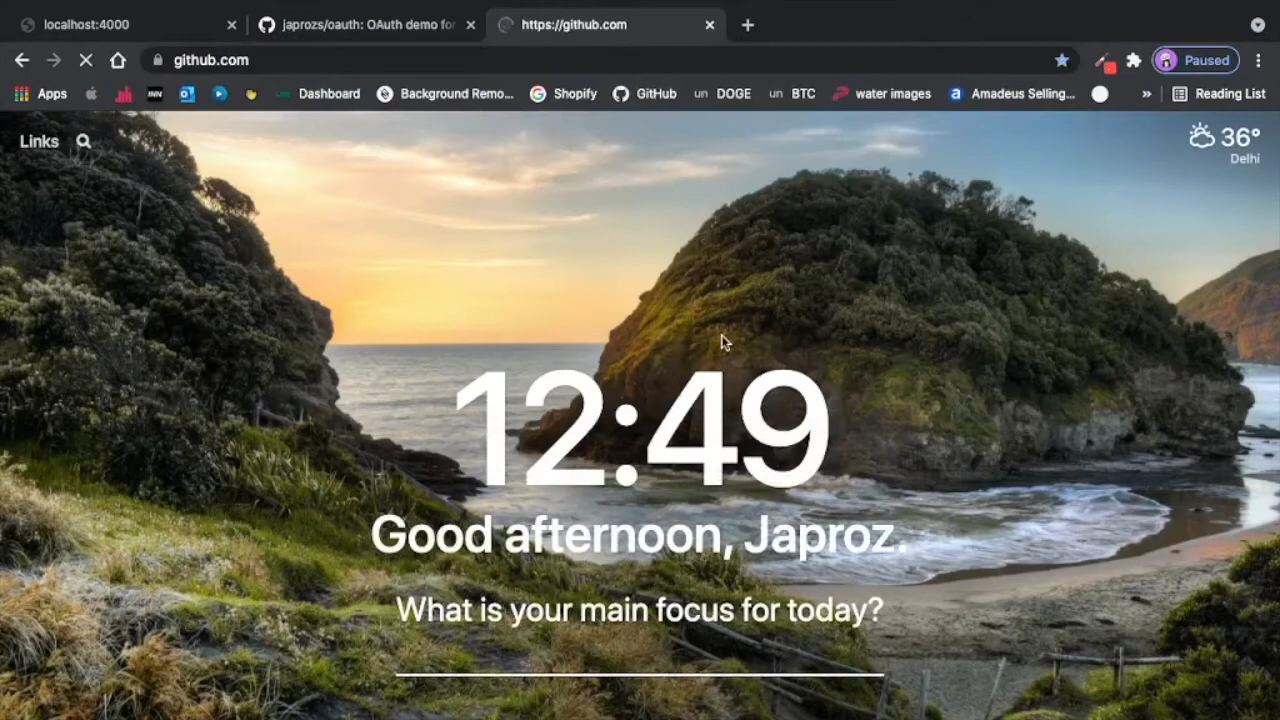 localhost:4000
japrozs/oauth: OAuth demo for
https://github.com
github.com
Paused
Apps
INN
Dashboard
Background Remo...
Shopify
GitHub
un DOGE
un BTC
water images
a Amadeus Selling...
»
Reading List
Links
36°
Delhi
12:49
Good afternoon, Japroz.
What is your main focus for today?